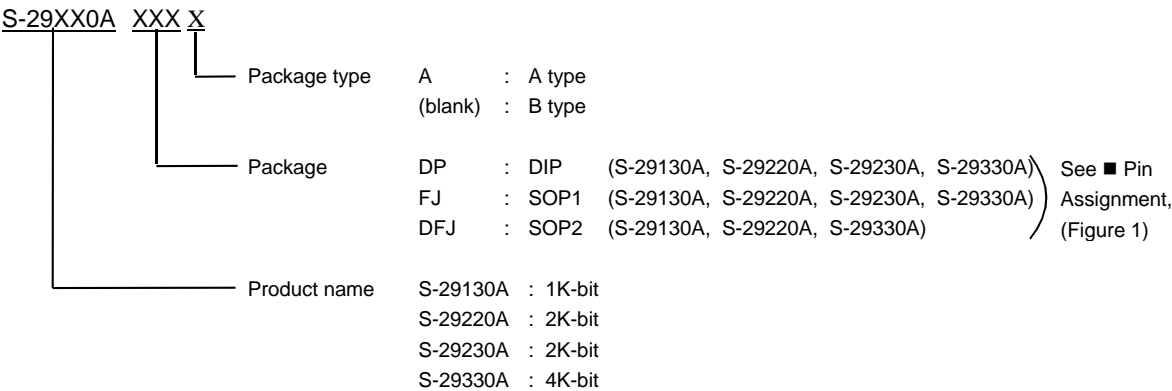 S-29XX0A XXX X
Package type A : A type
(blank) : B type
Package DP : DIP (S-29130A, S-29220A, S-29230A, S-29330A) See ■ Pin
FJ : SOP1 (S-29130A, S-29220A, S-29230A, S-29330A) Assignment,
DFJ : SOP2 (S-29130A, S-29220A, S-29330A) (Figure 1)
Product name S-29130A : 1K-bit
S-29220A : 2K-bit
S-29230A : 2K-bit
S-29330A : 4K-bit